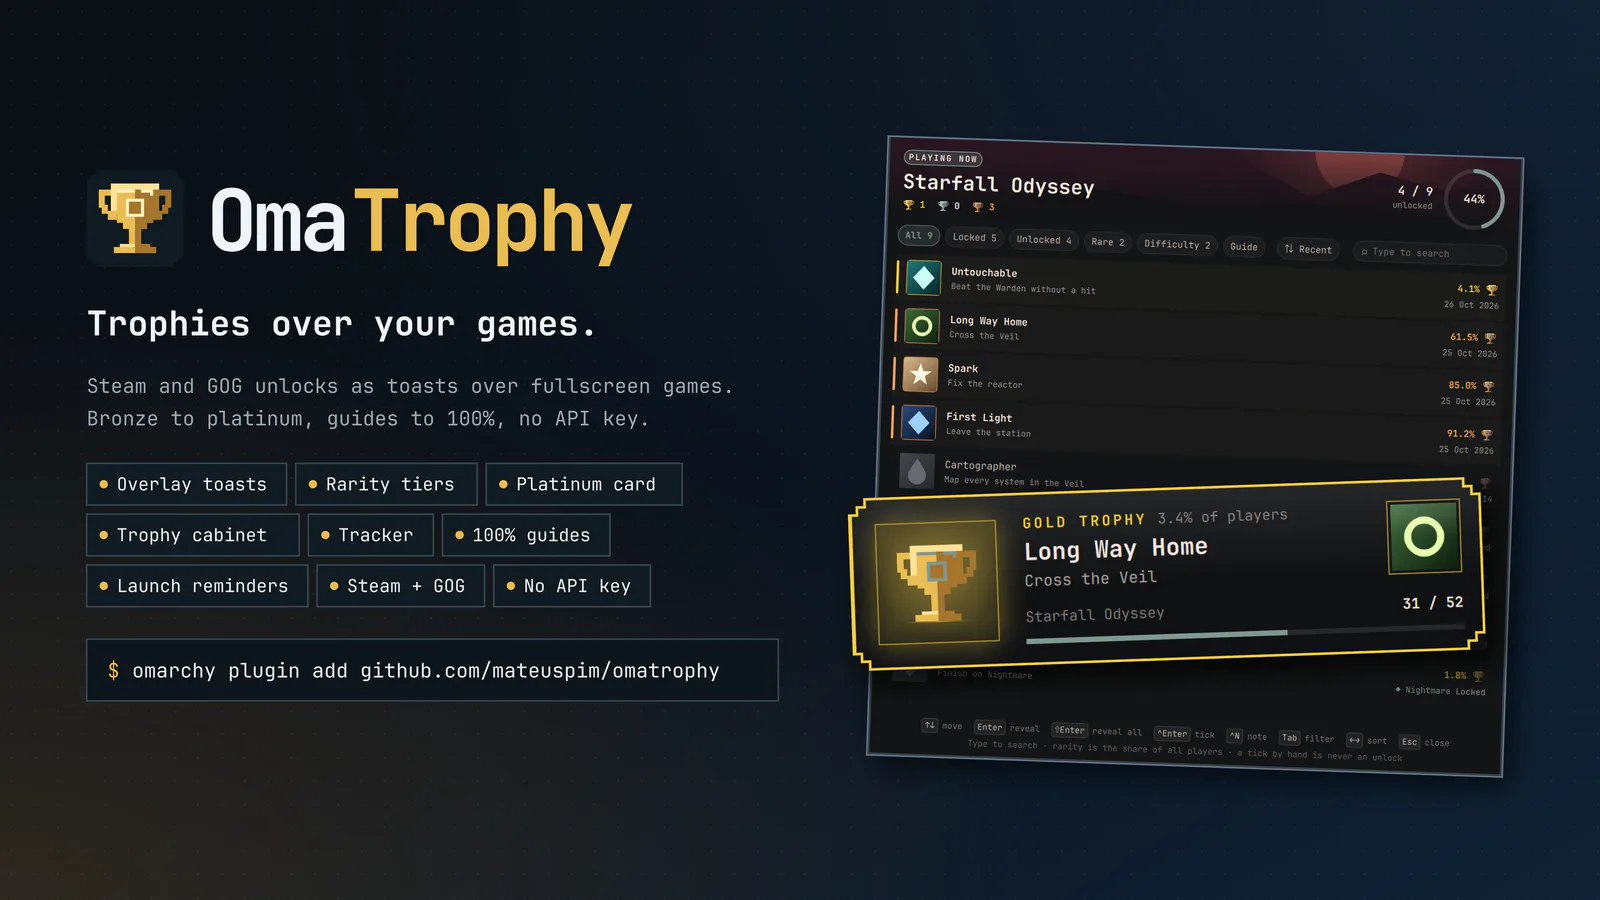 OmaTrophy
Trophies over your games.
Steam and GOG unlocks as toasts over fullscreen games.
Bronze to platinum, guides to 100%, no API key.
Overlay toasts
Rarity tiers
Platinum card
Trophy cabinet
Tracker
100% guides
Launch reminders
Steam + GOG
No API key
$ omarchy plugin add github.com/mateuspim/omatrophy
PLAYING NOW
Starfall Odyssey
1 0 3
4 / 9
unlocked
44%
All 9
Locked 5
Unlocked 4
Rare 2
Difficulty 2
Guide
↑↓ Recent
Type to search
Untouchable
Beat the Warden without a hit
4.1%
26 Oct 2026
Long Way Home
Cross the Veil
61.5%
25 Oct 2026
Spark
Fix the reactor
85.0%
25 Oct 2026
First Light
Leave the station
91.2%
25 Oct 2026
Cartographer
Map every system in the Veil
GOLD TROPHY 3.4% of players
Long Way Home
Cross the Veil
Starfall Odyssey
31 / 52
Finish on Nightmare
1.8%
◆ Nightmare Locked
↑↓ move Enter reveal ⇧Enter reveal all ^Enter tick ^N note Tab filter ↔ sort Esc close
Type to search · rarity is the share of all players · a tick by hand is never an unlock